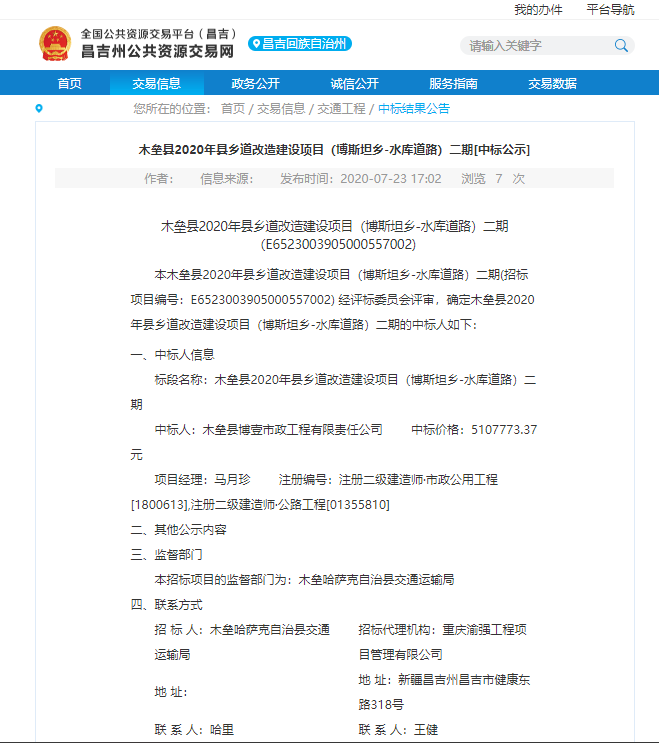 我的办件 平台导航
全国公共资源交易平台（昌吉）
昌吉州公共资源交易网
昌吉回族自治州
请输入关键字
首页 交易信息 政务公开 诚信公开 服务指南 交易数据
您所在的位置： 首页 / 交易信息 / 交通工程 / 中标结果公告
木垒县2020年县乡道改造建设项目（博斯坦乡-水库道路）二期[中标公示]
作者： 信息来源： 发布时间：2020-07-23 17:02 浏览 7 次
木垒县2020年县乡道改造建设项目（博斯坦乡-水库道路）二期
（E6523003905000557002)
本木垒县2020年县乡道改造建设项目（博斯坦乡-水库道路）二期(招标
项目编号：E6523003905000557002) 经评标委员会评审，确定木垒县2020
年县乡道改造建设项目（博斯坦乡-水库道路）二期的中标人如下：
一、中标人信息
标段名称：木垒县2020年县乡道改造建设项目（博斯坦乡-水库道路）二
期
中标人：木垒县博壹市政工程有限责任公司 中标价格：5107773.37
元
项目经理：马月珍 注册编号：注册二级建造师·市政公用工程
[1800613],注册二级建造师·公路工程[01355810]
二、其他公示内容
三、监督部门
本招标项目的监督部门为：木垒哈萨克自治县交通运输局
四、联系方式
招 标 人：木垒哈萨克自治县交通
运输局
招标代理机构：重庆渝强工程项
目管理有限公司
地 址：
地 址：新疆昌吉州昌吉市健康东
路318号
联 系 人：哈里 联 系 人：王健